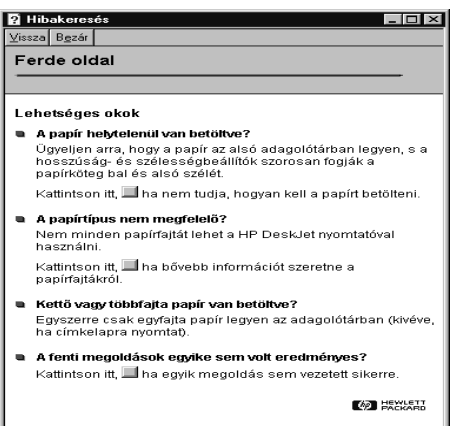 Hibakeresés
Vissza Bezár
Ferde oldal
Lehetséges okok
A papír helytelenül van betöltve?
Ügyeljen arra, hogy a papír az alsó adagolótárban legyen, s a
hosszúság- és szélességbeállítók szorosan fogják a
papírköteg bal és alsó szélét.
Kattintson itt, ha nem tudja, hogyan kell a papírt betölteni.
A papírtípus nem megfelelõ?
Nem minden papírfajtát lehet a HP DeskJet nyomtatóval
használni.
Kattintson itt, ha bõvebb információt szeretne a
papírfajtákról.
Kettõ vagy többfajta papír van betöltve?
Egyszerre csak egyfajta papír legyen az adagolótárban (kivéve,
ha címkelapra nyomtat).
A fenti megoldások egyike sem volt eredményes?
Kattintson itt, ha egyik megoldás sem vezetett sikerre.
hp HEWLETT
PACKARD